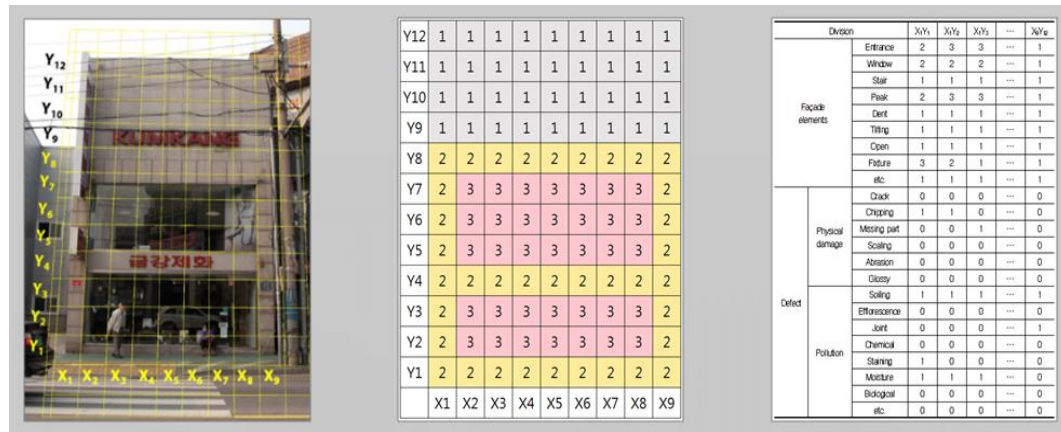 KUMKANG
금강제화
Y12
Y11
Y10
Y9
Y8
Y7
Y6
Y5
Y4
Y3
Y2
Y1
X1 X2 X3 X4 X5 X6 X7 X8 X9
Y12 1 1 1 1 1 1 1 1 1
Y11 1 1 1 1 1 1 1 1 1
Y10 1 1 1 1 1 1 1 1 1
Y9 1 1 1 1 1 1 1 1 1
Y8 2 2 2 2 2 2 2 2 2
Y7 2 3 3 3 3 3 3 3 2
Y6 2 3 3 3 3 3 3 3 2
Y5 2 3 3 3 3 3 3 3 2
Y4 2 2 2 2 2 2 2 2 2
Y3 2 3 3 3 3 3 3 3 2
Y2 2 3 3 3 3 3 3 3 2
Y1 2 2 2 2 2 2 2 2 2
X1 X2 X3 X4 X5 X6 X7 X8 X9
Division X1Y1 X1Y2 X1Y3 ... X9Y12
Façade elements
Entrance 2 3 3 ... 1
Window 2 2 2 ... 1
Stair 1 1 1 ... 1
Peak 2 3 3 ... 1
Dent 1 1 1 ... 1
Tilting 1 1 1 ... 1
Open 1 1 1 ... 1
Fixture 3 2 1 ... 1
etc. 1 1 1 ... 1
Defect
Physical damage
Crack 0 0 0 ... 0
Chipping 1 1 0 ... 0
Missing part 0 0 1 ... 0
Scaling 0 0 0 ... 0
Abrasion 0 0 0 ... 0
Glossy 0 0 0 ... 0
Pollution
Soiling 1 1 1 ... 1
Efflorescence 0 0 0 ... 0
Joint 0 0 0 ... 1
Chemical 0 0 0 ... 0
Staining 1 0 0 ... 0
Moisture 1 1 1 ... 0
Biological 0 0 0 ... 0
etc. 0 0 0 ... 0